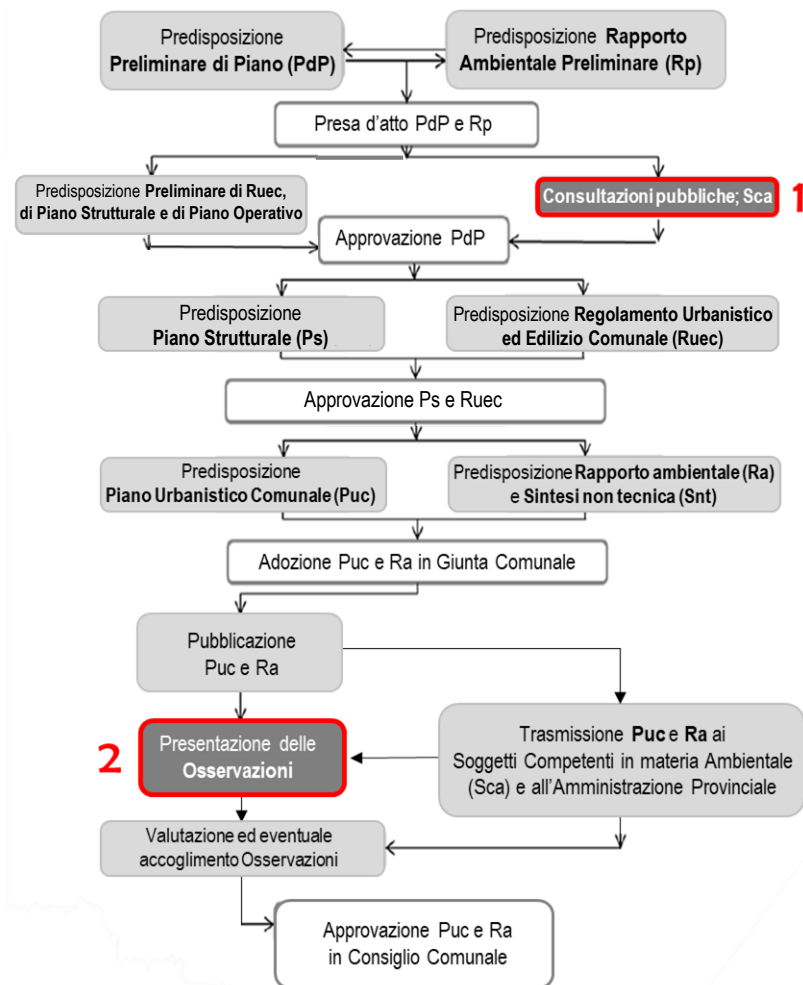 Predisposizione
Preliminare di Piano (PdP)
Predisposizione Rapporto
Ambientale Preliminare (Rp)
Presa d'atto PdP e Rp
Predisposizione Preliminare di Ruec,
di Piano Strutturale e di Piano Operativo
Consultazioni pubbliche; Sca
1
Approvazione PdP
Predisposizione
Piano Strutturale (Ps)
Predisposizione Regolamento Urbanistico
ed Edilizio Comunale (Ruec)
Approvazione Ps e Ruec
Predisposizione
Piano Urbanistico Comunale (Puc)
Predisposizione Rapporto ambientale (Ra)
e Sintesi non tecnica (Snt)
Adozione Puc e Ra in Giunta Comunale
Pubblicazione
Puc e Ra
2
Presentazione delle
Osservazioni
Trasmissione Puc e Ra ai
Soggetti Competenti in materia Ambientale
(Sca) e all'Amministrazione Provinciale
Valutazione ed eventuale
accoglimento Osservazioni
Approvazione Puc e Ra
in Consiglio Comunale